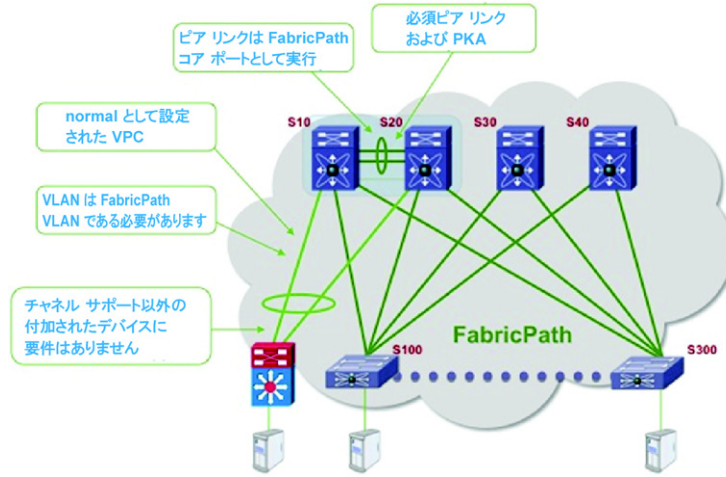 ピア リンクは FabricPath
コア ポートとして実行
必須ピア リンク
および PKA
normal として設定
された VPC
S10
S20
S30
S40
VLAN は FabricPath
VLAN である必要があります
チャネル サポート以外の
付加されたデバイスに
要件はありません
FabricPath
S100
S300